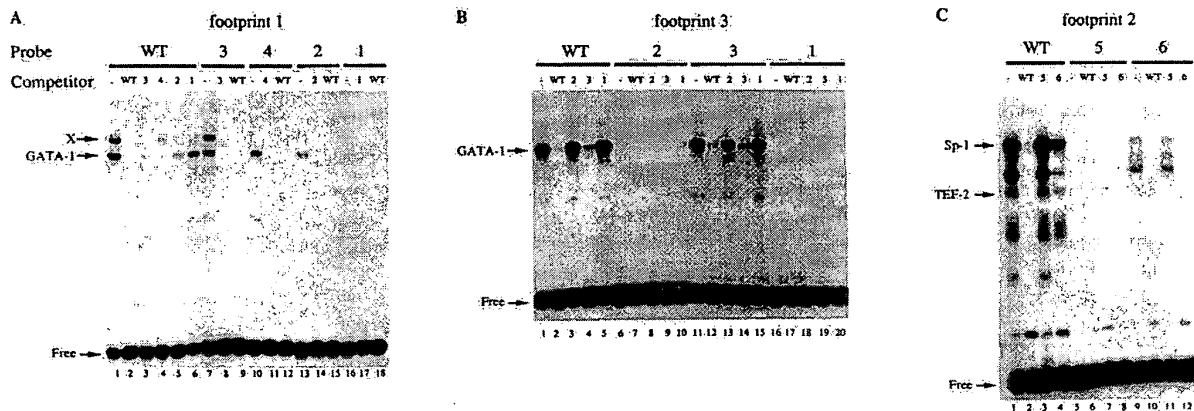 A footprint 1
Probe WT 3 4 2 1
Competitor - WT 3 4 2 1 - 3 WT - 4 WT - 2 WT - 1 WT
X
GATA-1
Free
1 2 3 4 5 6 7 8 9 10 11 12 13 14 15 16 17 18
B footprint 3
WT 2 3 1
- WT 2 3 1 - WT 2 3 1 - WT 2 3 1 - WT 2 3 1
GATA-1
Free
1 2 3 4 5 6 7 8 9 10 11 12 13 14 15 16 17 18 19 20
C footprint 2
WT 5 6
- WT 5 6 - WT 5 6 - WT 5 6
Sp-1
TEF-2
Free
1 2 3 4 5 6 7 8 9 10 11 12